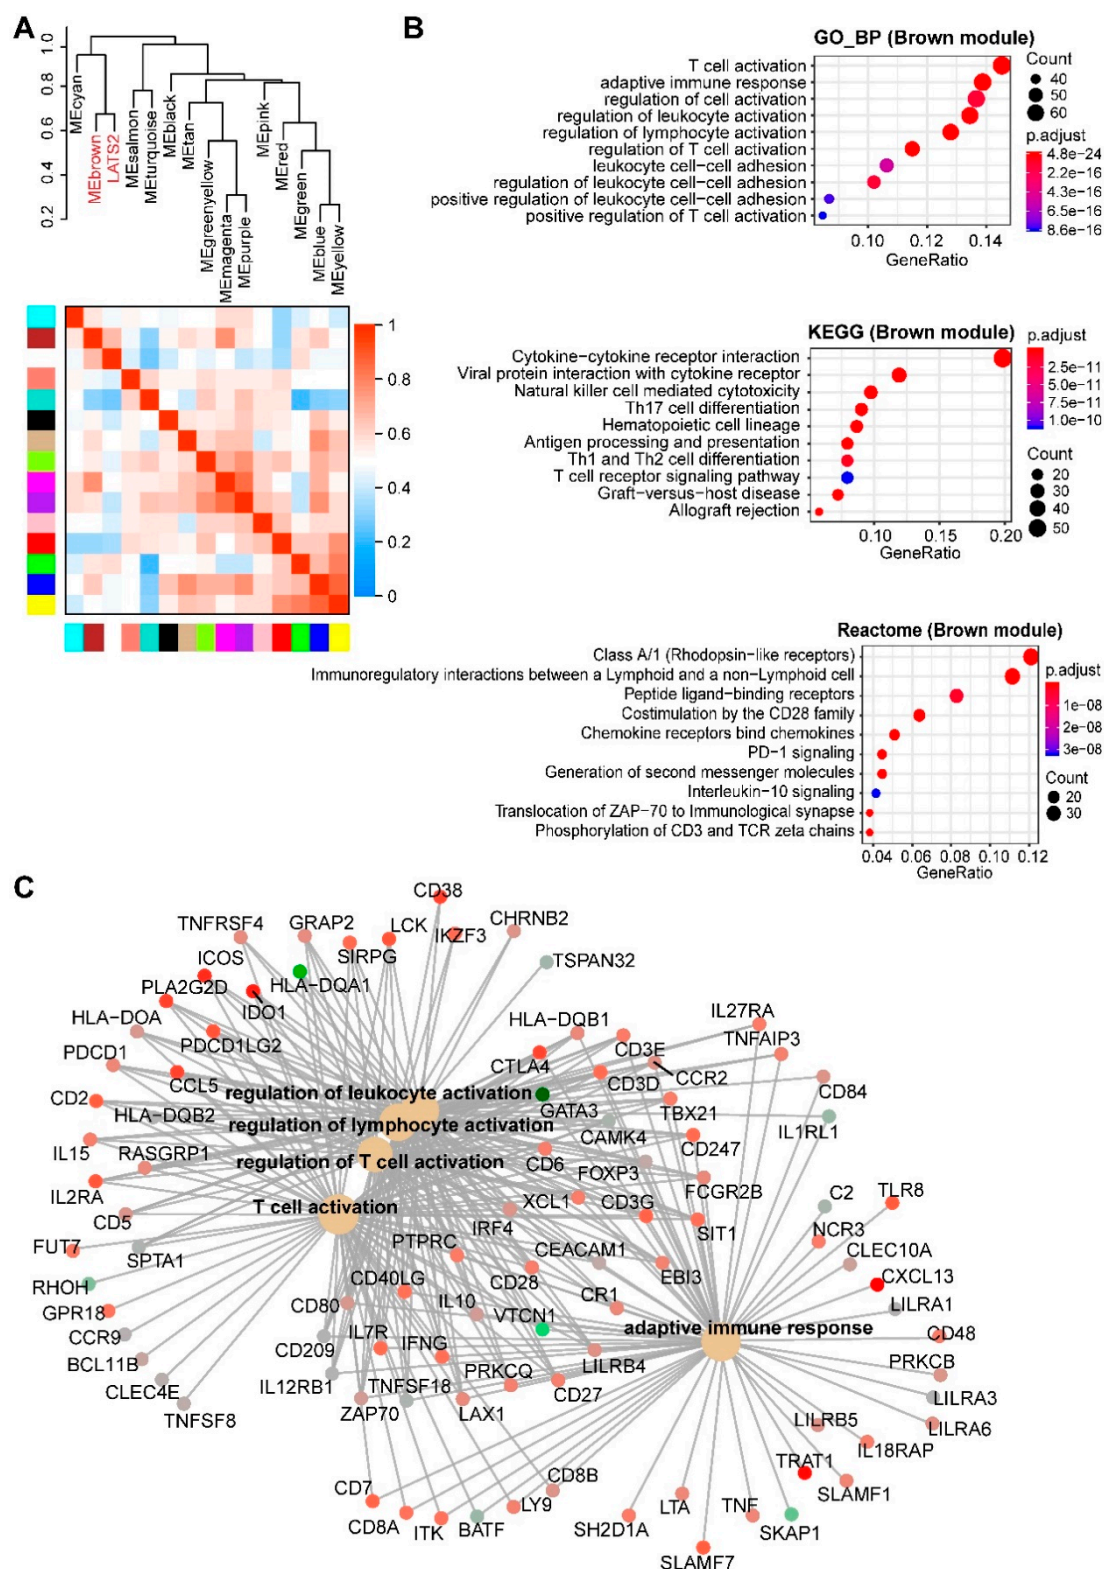 A
1.0
0.8
0.6
0.4
0.2
MEcyan
MEbrown
LATS2
MEsalmon
MEturquoise
MEblack
MEtan
MEgreenyellow
MEmagenta
MEpurple
MEpink
MEred
MEgreen
MEblue
MEyellow
1
0.8
0.6
0.4
0.2
0
B
GO_BP (Brown module)
T cell activation
adaptive immune response
regulation of cell activation
regulation of leukocyte activation
regulation of lymphocyte activation
regulation of T cell activation
leukocyte cell−cell adhesion
regulation of leukocyte cell−cell adhesion
positive regulation of leukocyte cell−cell adhesion
positive regulation of T cell activation
0.10 0.12 0.14
GeneRatio
Count
40
50
60
p.adjust
4.8e−24
2.2e−16
4.3e−16
6.5e−16
8.6e−16
KEGG (Brown module)
Cytokine−cytokine receptor interaction
Viral protein interaction with cytokine receptor
Natural killer cell mediated cytotoxicity
Th17 cell differentiation
Hematopoietic cell lineage
Antigen processing and presentation
Th1 and Th2 cell differentiation
T cell receptor signaling pathway
Graft−versus−host disease
Allograft rejection
0.10 0.15 0.20
GeneRatio
p.adjust
2.5e−11
5.0e−11
7.5e−11
1.0e−10
Count
20
30
40
50
Reactome (Brown module)
Class A/1 (Rhodopsin−like receptors)
Immunoregulatory interactions between a Lymphoid and a non−Lymphoid cell
Peptide ligand−binding receptors
Costimulation by the CD28 family
Chemokine receptors bind chemokines
PD−1 signaling
Generation of second messenger molecules
Interleukin−10 signaling
Translocation of ZAP−70 to Immunological synapse
Phosphorylation of CD3 and TCR zeta chains
0.04 0.06 0.08 0.10 0.12
GeneRatio
p.adjust
1e−08
2e−08
3e−08
Count
20
30
C
CD38
TNFRSF4
GRAP2
LCK
CHRNB2
SIRPG
IKZF3
ICOS
TSPAN32
HLA−DQA1
PLA2G2D
IDO1
IL27RA
HLA−DOA
HLA−DQB1
TNFAIP3
PDCD1LG2
CD3E
PDCD1
CTLA4
CD3D
CCR2
CCL5
CD84
regulation of leukocyte activation
CD2
HLA−DQB2
GATA3
TBX21
regulation of lymphocyte activation
CAMK4
IL1RL1
IL15
RASGRP1
CD247
regulation of T cell activation
CD6
FOXP3
IL2RA
XCL1
CD3G
FCGR2B
C2
TLR8
T cell activation
CD5
IRF4
SIT1
NCR3
FUT7
SPTA1
PTPRC
CEACAM1
CLEC10A
RHOH
CD40LG
CD28
EBI3
CXCL13
GPR18
CD80
IL10
VTCN1
CR1
LILRA1
CCR9
IL7R
IFNG
adaptive immune response
CD48
BCL11B
CD209
LILRB4
PRKCB
CLEC4E
IL12RB1
TNFSF18
PRKCQ
CD27
LILRA3
TNFSF8
ZAP70
LAX1
LILRB5
LILRA6
IL18RAP
TRAT1
CD7
CD8B
SLAMF1
CD8A
ITK
BATF
LY9
SH2D1A
LTA
TNF
SKAP1
SLAMF7